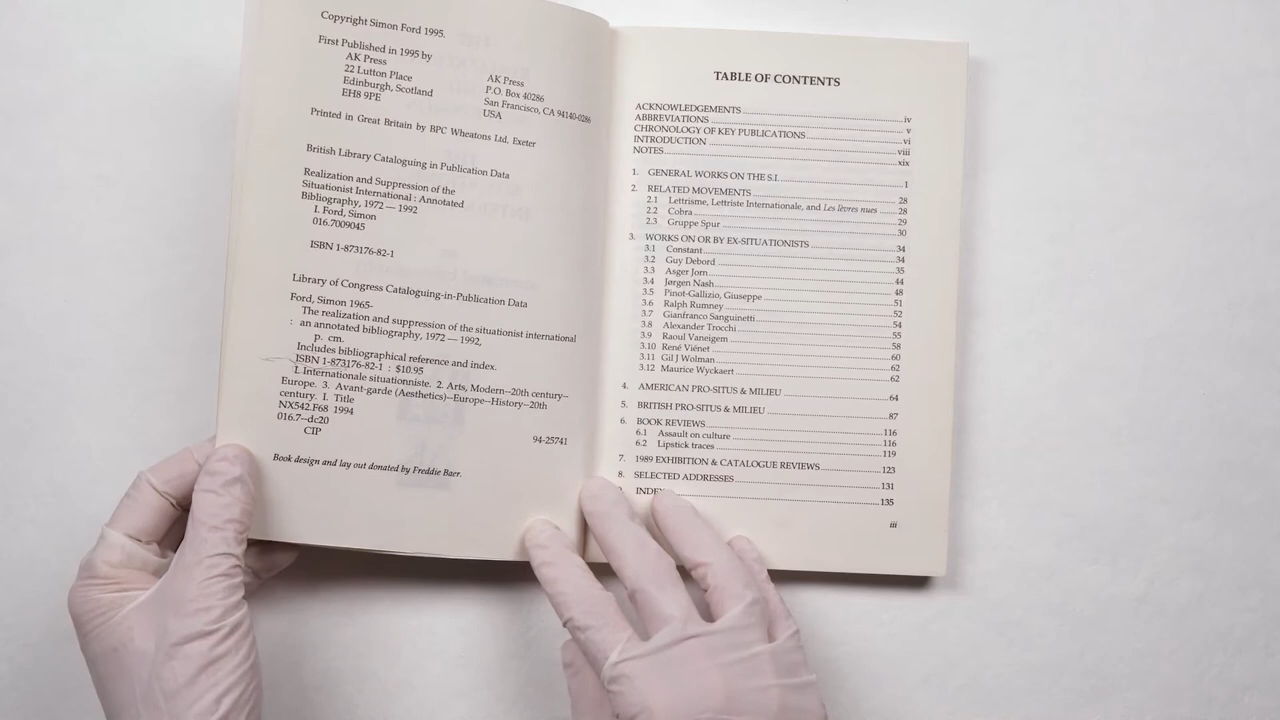 Copyright Simon Ford 1995.
First Published in 1995 by
AK Press
22 Lutton Place
Edinburgh, Scotland
EH8 9PE
AK Press
P.O. Box 40286
San Francisco, CA 94140-0286
USA
Printed in Great Britain by BPC Wheatons Ltd, Exeter
British Library Cataloguing in Publication Data
Realization and Suppression of the
Situationist International : Annotated
Bibliography, 1972 — 1992
I. Ford, Simon
016.7009045
ISBN 1-873176-82-1
Library of Congress Cataloguing-in-Publication Data
Ford, Simon 1965-
The realization and suppression of the situationist international
: an annotated bibliography, 1972 — 1992,
p. cm.
Includes bibliographical reference and index.
ISBN 1-873176-82-1 : $10.95
I. Internationale situationniste. 2. Arts, Modern--20th century--
Europe. 3. Avant-garde (Aesthetics)--Europe--History--20th
century. I. Title
NX542.F68 1994
016.7--dc20
CIP
94-25741
Book design and lay out donated by Freddie Baer.
TABLE OF CONTENTS
ACKNOWLEDGEMENTS iv
ABBREVIATIONS v
CHRONOLOGY OF KEY PUBLICATIONS vi
INTRODUCTION viii
NOTES xix
1. GENERAL WORKS ON THE S.I. 1
2. RELATED MOVEMENTS 28
2.1 Lettrisme, Lettriste Internationale, and Les lèvres nues 28
2.2 Cobra 29
2.3 Gruppe Spur 30
3. WORKS ON OR BY EX-SITUATIONISTS 34
3.1 Constant 34
3.2 Guy Debord 35
3.3 Asger Jorn 44
3.4 Jørgen Nash 48
3.5 Pinot-Gallizio, Giuseppe 51
3.6 Ralph Rumney 52
3.7 Gianfranco Sanguinetti 54
3.8 Alexander Trocchi 55
3.9 Raoul Vaneigem 58
3.10 René Viénet 60
3.11 Gil J Wolman 62
3.12 Maurice Wyckaert 62
4. AMERICAN PRO-SITUS & MILIEU 64
5. BRITISH PRO-SITUS & MILIEU 87
6. BOOK REVIEWS 116
6.1 Assault on culture 116
6.2 Lipstick traces 119
7. 1989 EXHIBITION & CATALOGUE REVIEWS 123
8. SELECTED ADDRESSES 131
INDEX 135
iii